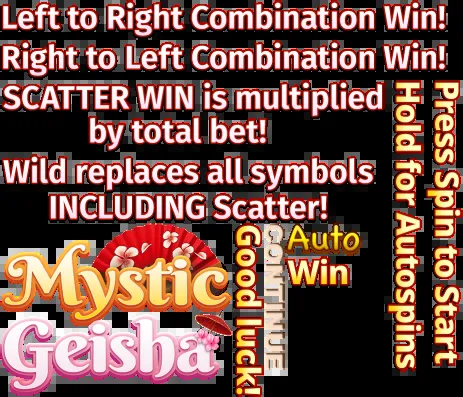 Left to Right Combination Win!
Right to Left Combination Win!
SCATTER WIN is multiplied
by total bet!
Wild replaces all symbols
INCLUDING Scatter!
Mystic
Geisha
Good luck!
CONTINUE
Auto
Win
Hold for Autospins
Press Spin to Start